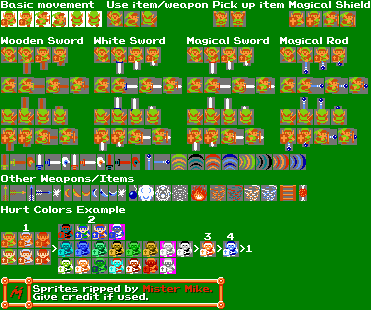 Basic movement Use item/weapon Pick up item Magical Shield
Wooden Sword White Sword Magical Sword Magical Rod
Other Weapons/Items
Hurt Colors Example
1 2
3 4
> > >1
Sprites ripped by Mister Mike.
Give credit if used.